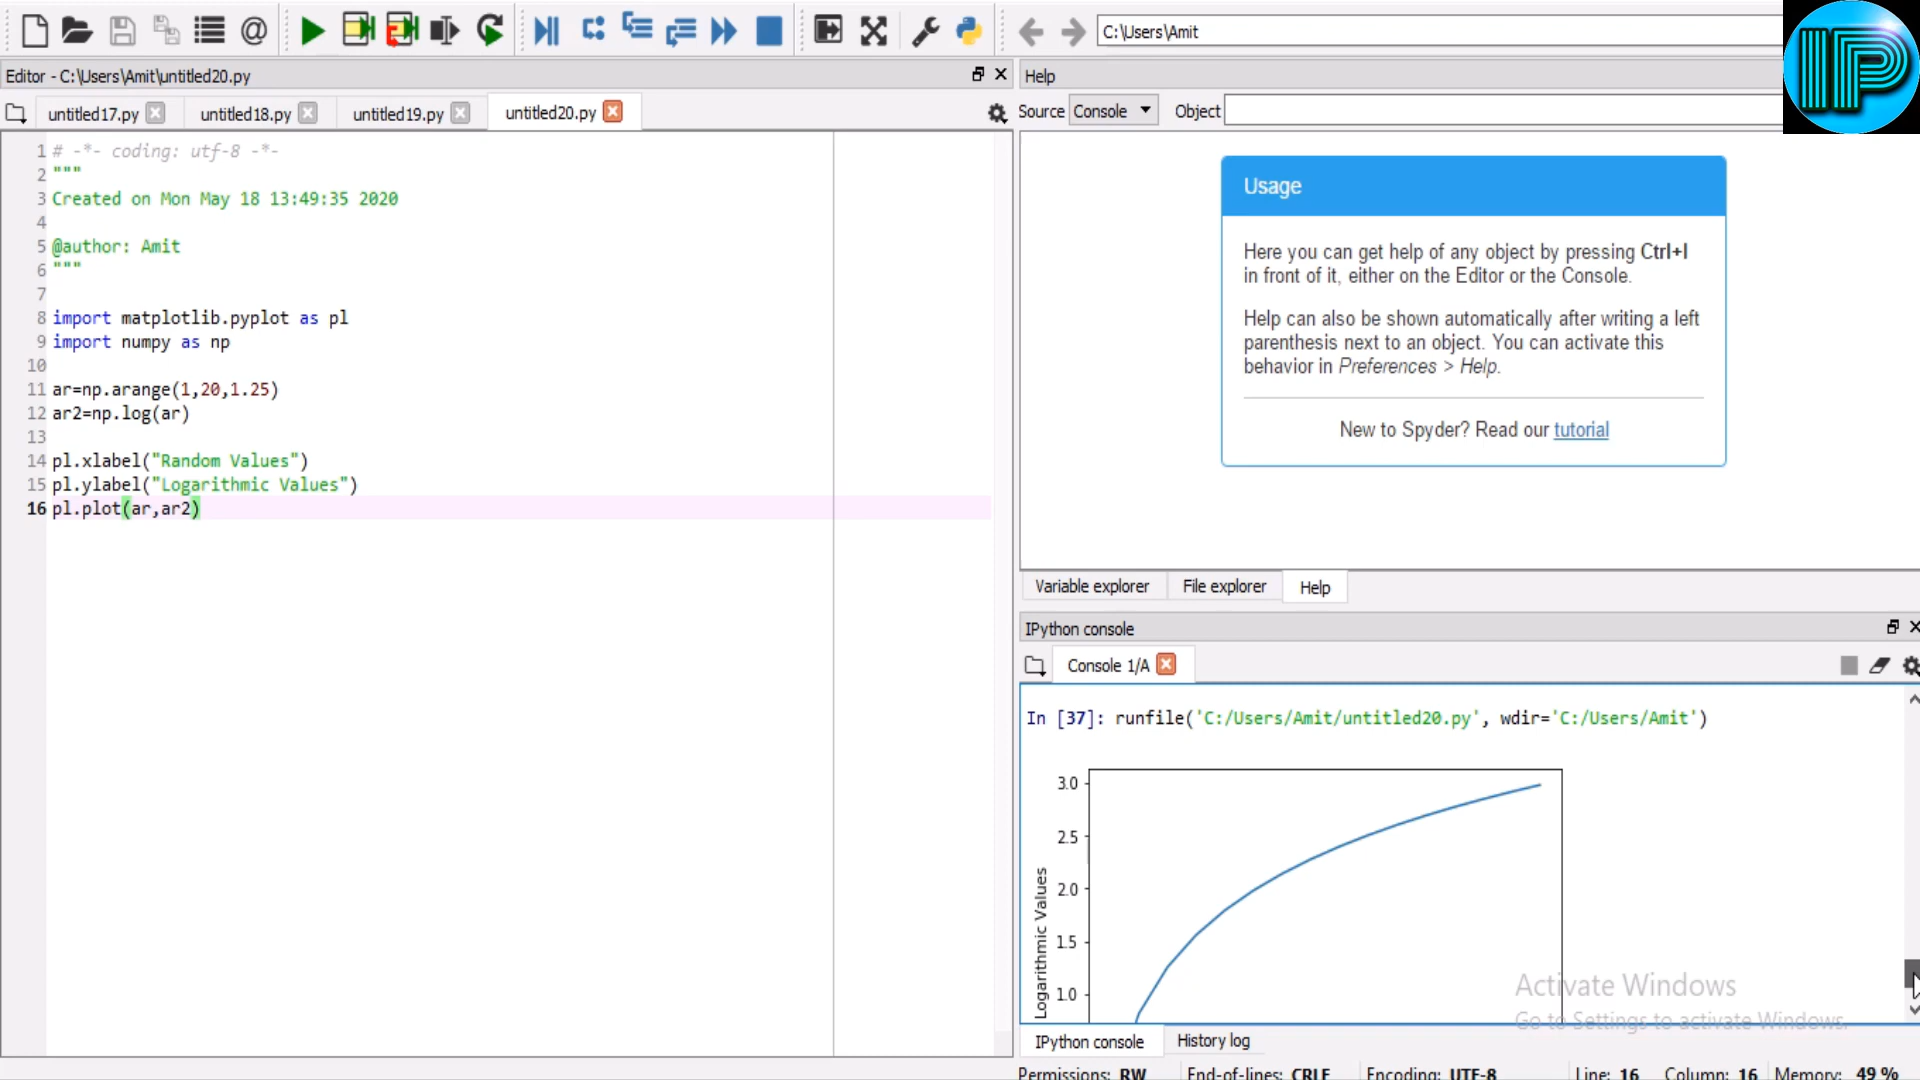 C:\Users\Amit
IP
Editor - C:\Users\Amit\untitled20.py
Help
untitled17.py
untitled18.py
untitled19.py
untitled20.py
Source Console Object
1 # -*- coding: utf-8 -*-
2 """
3 Created on Mon May 18 13:49:35 2020
4
5 @author: Amit
6 """
7
8 import matplotlib.pyplot as pl
9 import numpy as np
10
11 ar=np.arange(1,20,1.25)
12 ar2=np.log(ar)
13
14 pl.xlabel("Random Values")
15 pl.ylabel("Logarithmic Values")
16 pl.plot(ar,ar2)
Usage
Here you can get help of any object by pressing Ctrl+I
in front of it, either on the Editor or the Console.
Help can also be shown automatically after writing a left
parenthesis next to an object. You can activate this
behavior in Preferences > Help.
New to Spyder? Read our tutorial
Variable explorer File explorer Help
IPython console
Console 1/A
In [37]: runfile('C:/Users/Amit/untitled20.py', wdir='C:/Users/Amit')
3.0
2.5
2.0
1.5
1.0
Logarithmic Values
Activate Windows
Go to Settings to activate Windows.
IPython console History log
Permissions: RW End-of-lines: CRLF Encoding: UTF-8 Line: 16 Column: 16 Memory: 49 %